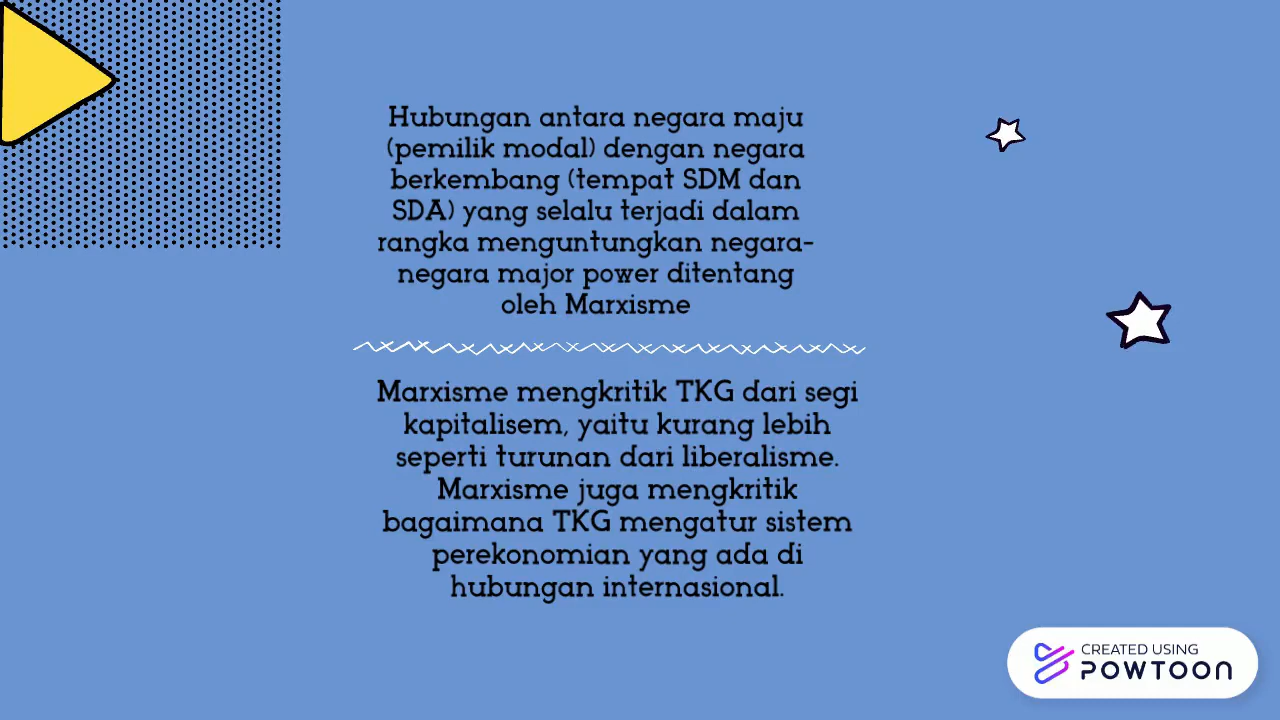 Hubungan antara negara maju
(pemilik modal) dengan negara
berkembang (tempat SDM dan
SDA) yang selalu terjadi dalam
rangka menguntungkan negara-
negara major power ditentang
oleh Marxisme
Marxisme mengkritik TKG dari segi
kapitalisem, yaitu kurang lebih
seperti turunan dari liberalisme.
Marxisme juga mengkritik
bagaimana TKG mengatur sistem
perekonomian yang ada di
hubungan internasional.
CREATED USING
POWTOON